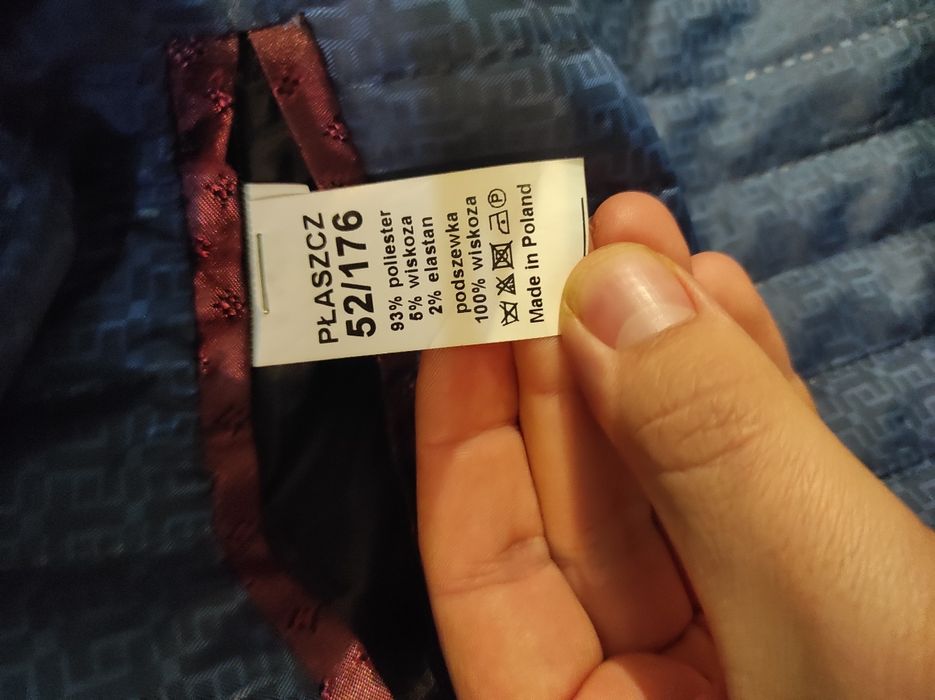 PŁASZCZ
52/176
93% poliester
5% wiskoza
2% elastan
podszewka
100% wiskoza
P
Made in Poland